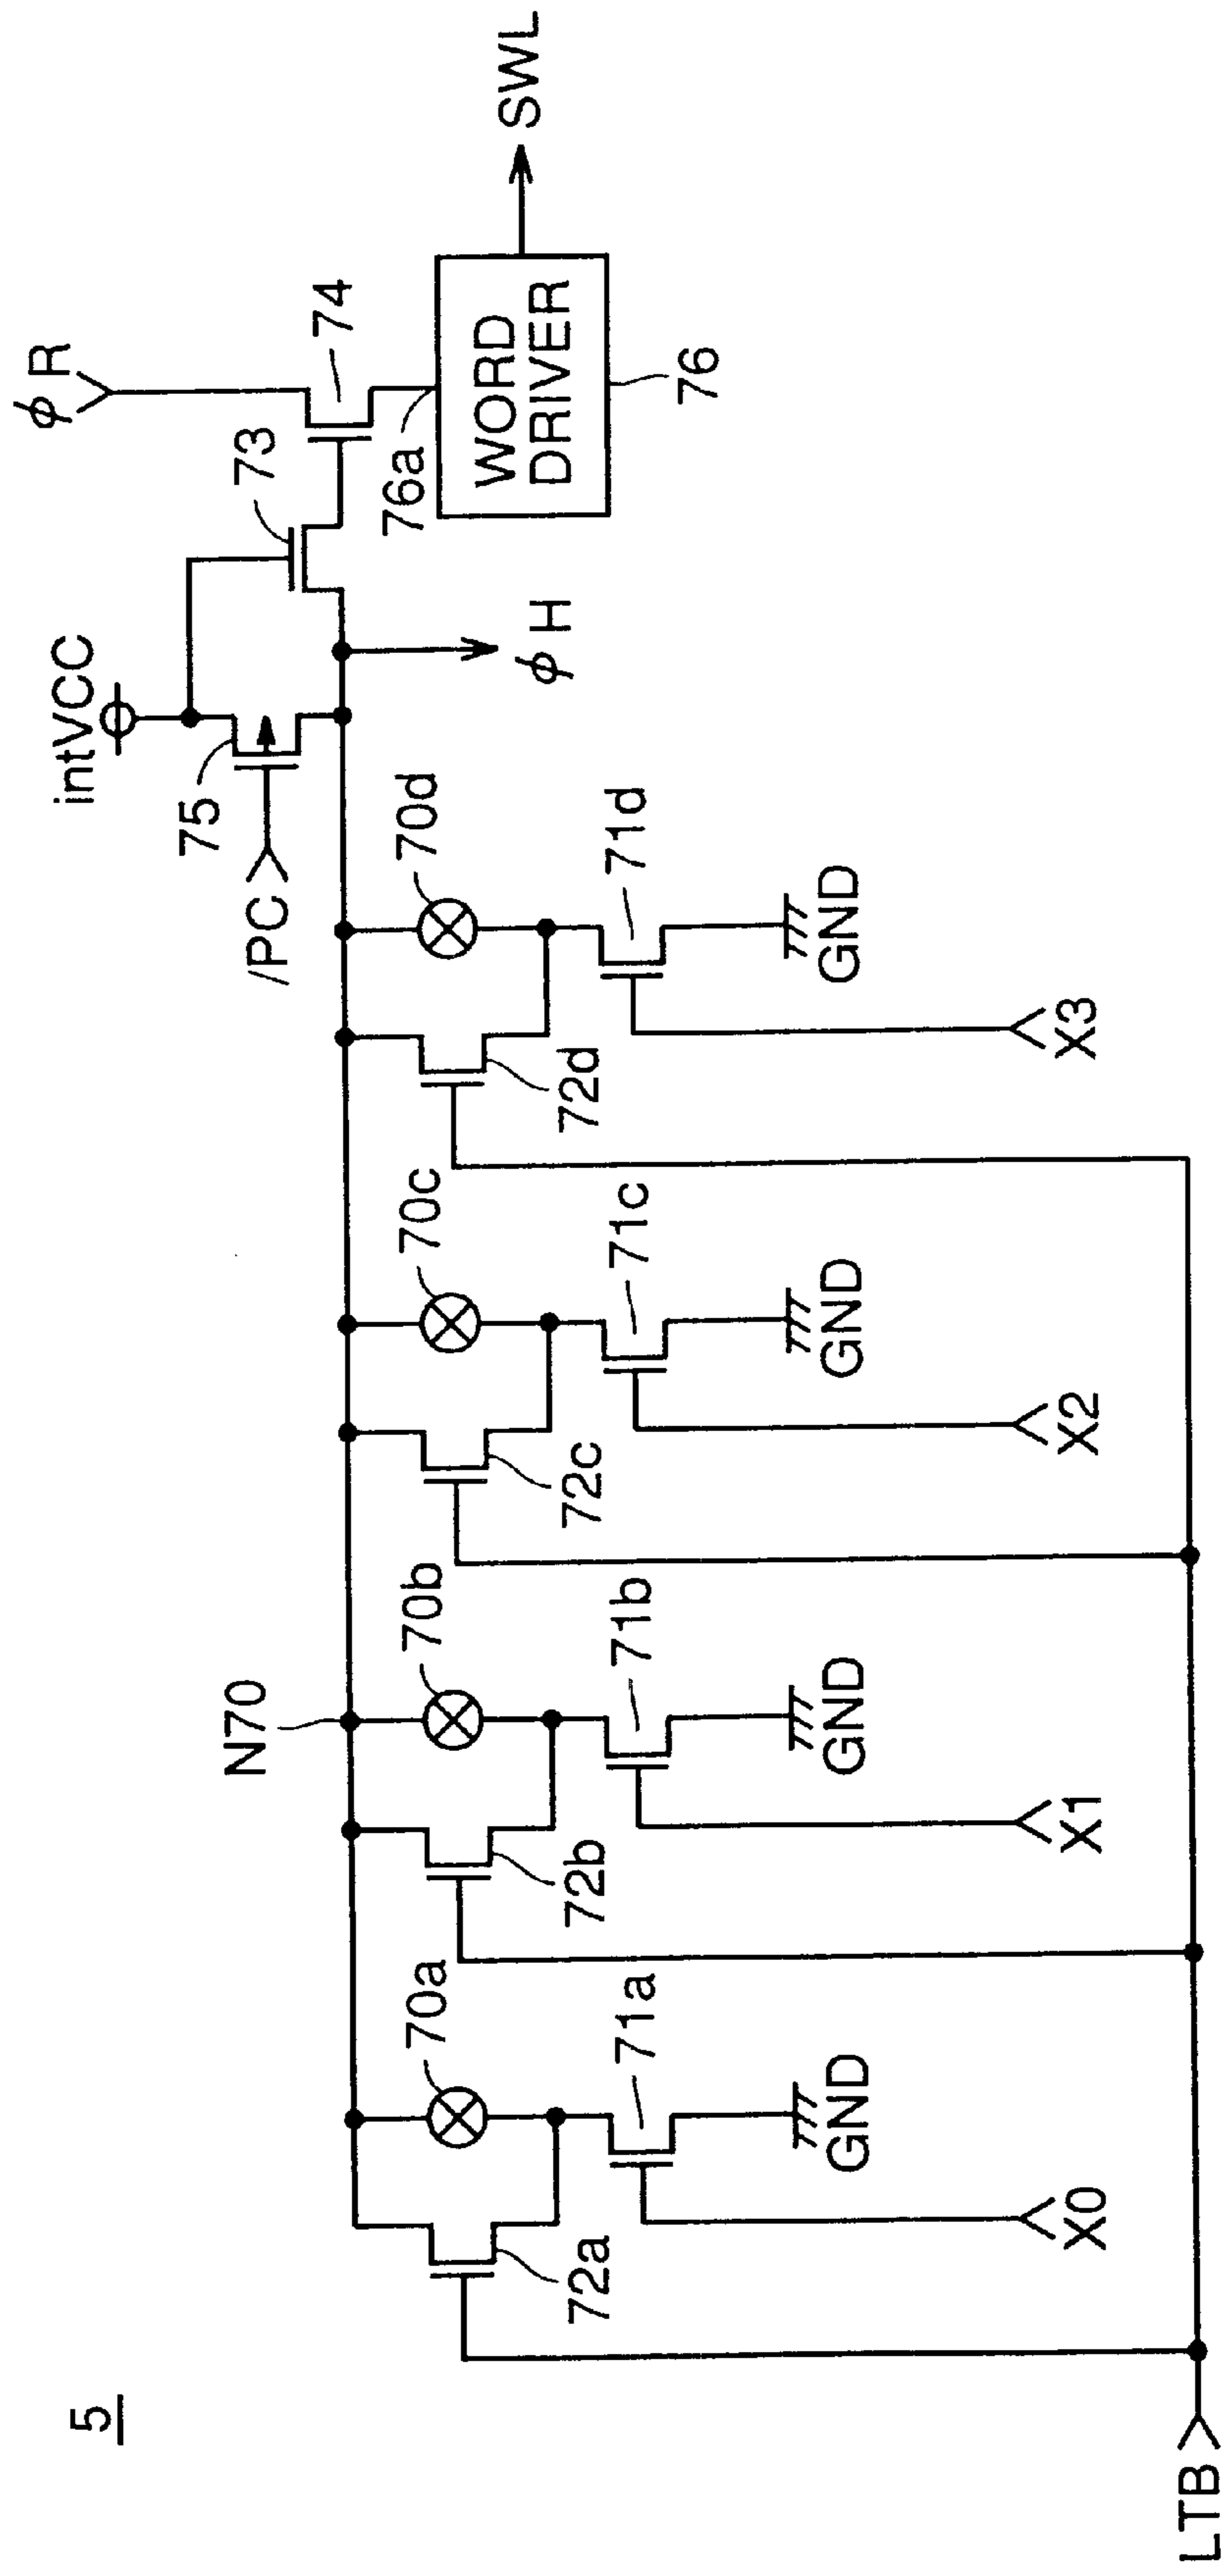 5
intVCC
φR
75
73
74
/PC
φH
76a
WORD
DRIVER
76
SWL
N70
70a
70b
70c
70d
72a
71a
72b
71b
72c
71c
72d
71d
GND
GND
GND
GND
X0
X1
X2
X3
LTB